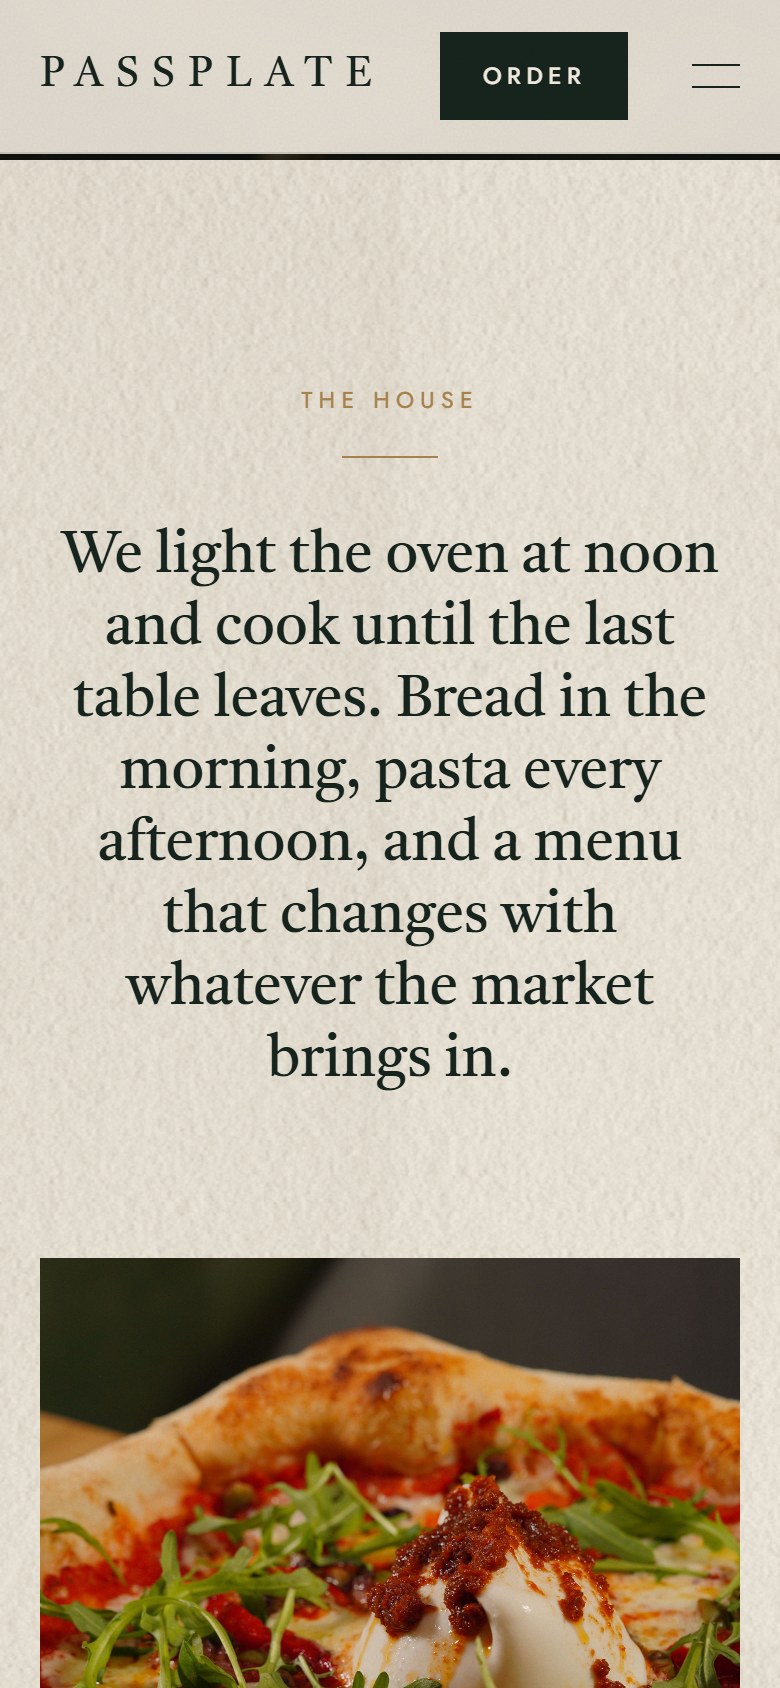 PASSPLATE
ORDER
THE HOUSE
We light the oven at noon
and cook until the last
table leaves. Bread in the
morning, pasta every
afternoon, and a menu
that changes with
whatever the market
brings in.